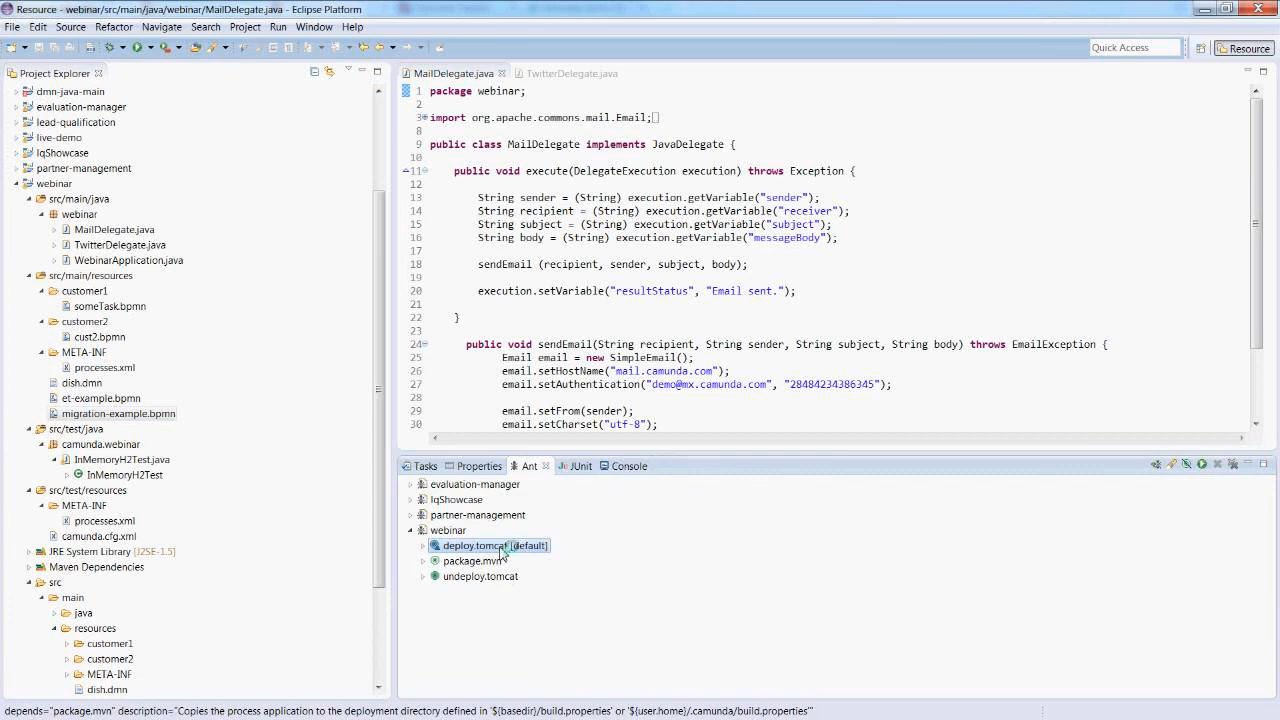 Resource - webinar/src/main/java/webinar/MailDelegate.java - Eclipse Platform
File Edit Source Refactor Navigate Search Project Run Window Help
Quick Access
Resource
Project Explorer
dmn-java-main
evaluation-manager
lead-qualification
live-demo
lqShowcase
partner-management
webinar
src/main/java
webinar
MailDelegate.java
TwitterDelegate.java
WebinarApplication.java
src/main/resources
customer1
someTask.bpmn
customer2
cust2.bpmn
META-INF
processes.xml
dish.dmn
et-example.bpmn
migration-example.bpmn
src/test/java
camunda.webinar
InMemoryH2Test.java
InMemoryH2Test
src/test/resources
META-INF
processes.xml
camunda.cfg.xml
JRE System Library [J2SE-1.5]
Maven Dependencies
src
main
java
resources
customer1
customer2
META-INF
dish.dmn
MailDelegate.java TwitterDelegate.java
1 package webinar;
2
3 import org.apache.commons.mail.Email;
8
9 public class MailDelegate implements JavaDelegate {
10
11 public void execute(DelegateExecution execution) throws Exception {
12
13 String sender = (String) execution.getVariable("sender");
14 String recipient = (String) execution.getVariable("receiver");
15 String subject = (String) execution.getVariable("subject");
16 String body = (String) execution.getVariable("messageBody");
17
18 sendEmail (recipient, sender, subject, body);
19
20 execution.setVariable("resultStatus", "Email sent.");
21
22 }
23
24 public void sendEmail(String recipient, String sender, String subject, String body) throws EmailException {
25 Email email = new SimpleEmail();
26 email.setHostName("mail.camunda.com");
27 email.setAuthentication("demo@mx.camunda.com", "28484234386345");
28
29 email.setFrom(sender);
30 email.setCharset("utf-8");
Tasks Properties Ant JUnit Console
evaluation-manager
lqShowcase
partner-management
webinar
deploy.tomcat [default]
package.mvn
undeploy.tomcat
depends="package.mvn" description="Copies the process application to the deployment directory defined in '${basedir}/build.properties' or '${user.home}/.camunda/build.properties'"